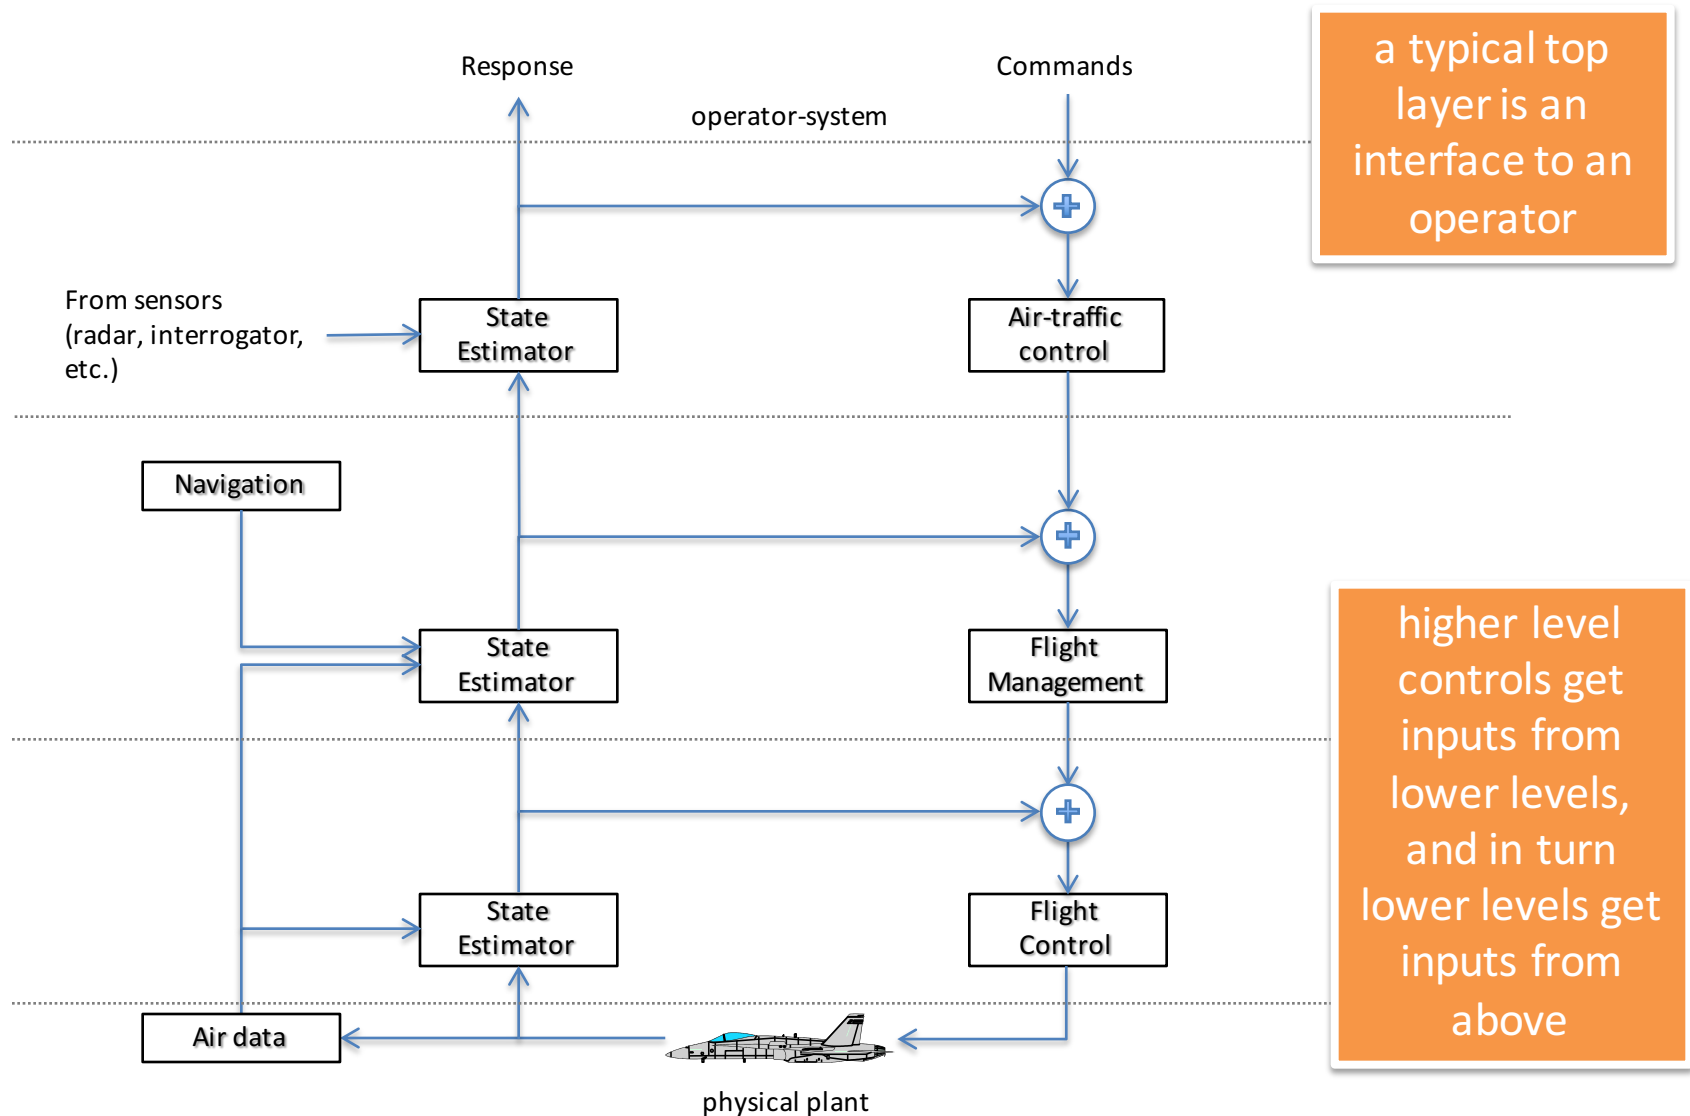 Response
Commands
operator-system
a typical top
layer is an
interface to an
operator
From sensors
(radar, interrogator,
etc.)
State
Estimator
Air-traffic
control
Navigation
State
Estimator
Flight
Management
higher level
controls get
inputs from
lower levels,
and in turn
lower levels get
inputs from
above
State
Estimator
Flight
Control
Air data
physical plant